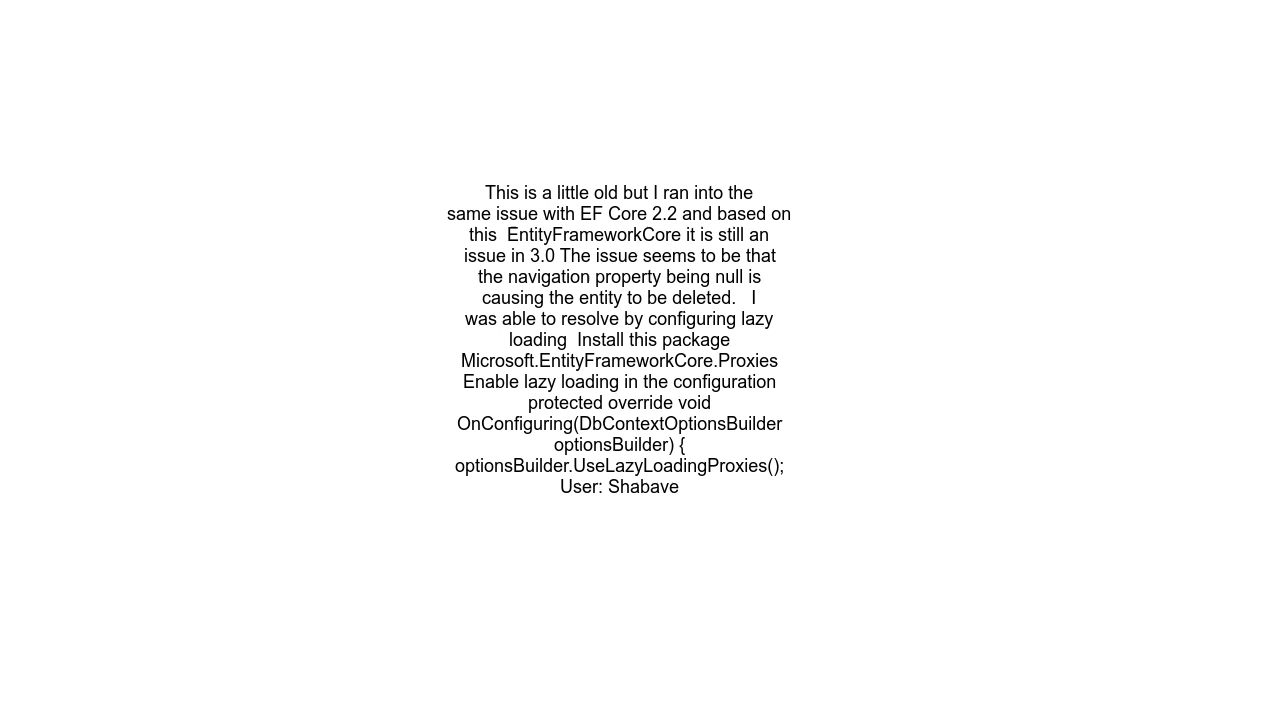 This is a little old but I ran into the
same issue with EF Core 2.2 and based on
this  EntityFrameworkCore it is still an
issue in 3.0 The issue seems to be that
the navigation property being null is
causing the entity to be deleted.   I
was able to resolve by configuring lazy
loading  Install this package
Microsoft.EntityFrameworkCore.Proxies
Enable lazy loading in the configuration
protected override void
OnConfiguring(DbContextOptionsBuilder
optionsBuilder) {
optionsBuilder.UseLazyLoadingProxies();
User: Shabave